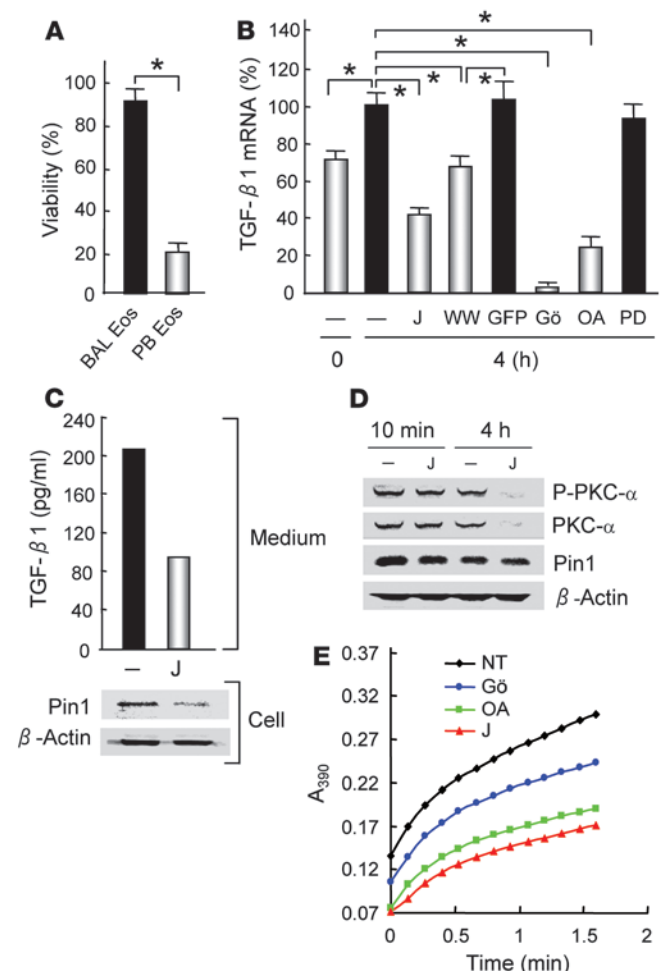 A
Viability (%)
100
80
60
40
20
0
BAL Eos
PB Eos
*
B
TGF-β1 mRNA (%)
140
120
100
80
60
40
20
0
*
*
*
*
*
*
— — J WW GFP Gö OA PD
0 4 (h)
C
TGF-β1 (pg/ml)
240
200
160
120
80
40
0
— J
Medium
Pin1
β-Actin
Cell
D
10 min 4 h
— J — J
P-PKC-α
PKC-α
Pin1
β-Actin
E
A390
0.37
0.32
0.27
0.22
0.17
0.12
0.07
NT
Gö
OA
J
0 0.5 1 1.5 2
Time (min)